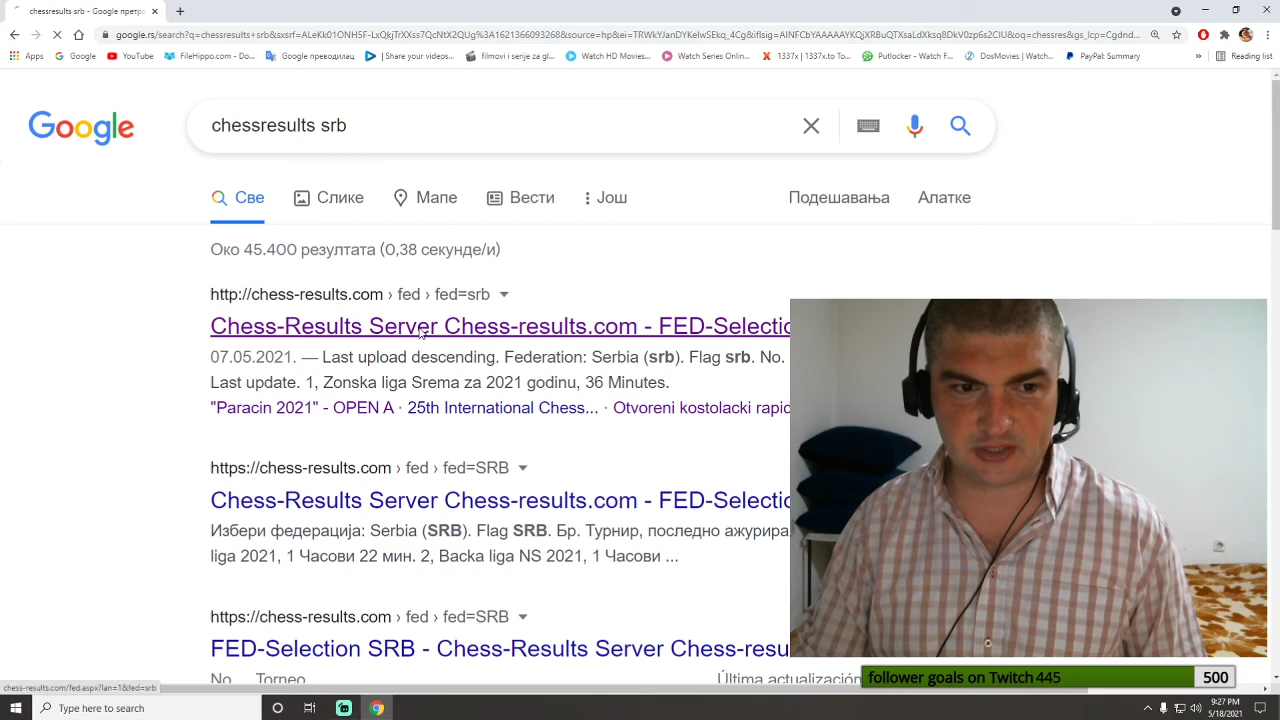 chessresults srb - Google претра
google.rs/search?q=chessresults+srb&sxsrf=ALeKk01ONH5F-LxQkjTrXXss7QcNtX2QUg%3A1621366093268&source=hp&ei=TRWkYJanDYKelwSEkq_4Cg&iflsig=AINFCbYAAAAAYKQjXRBuQTXsaLdXksq8DkV0zp6s2CIU&oq=chessres&gs_lcp=Cgdnd...
Apps Google YouTube FileHippo.com - Do... Google преводилац Share your videos... filmovi i serije za gl... Watch HD Movies... Watch Series Onlin... 1337x | 1337x.to To... Putlocker - Watch F... DosMovies | Watch... PayPal: Summary » Reading list
Google
chessresults srb
Све Слике Мапе Вести Још Подешавања Алатке
Око 45.400 резултата (0,38 секунде/и)
http://chess-results.com › fed › fed=srb
Chess-Results Server Chess-results.com - FED-Selectio
07.05.2021. — Last upload descending. Federation: Serbia (srb). Flag srb. No.
Last update. 1, Zonska liga Srema za 2021 godinu, 36 Minutes.
"Paracin 2021" - OPEN A · 25th International Chess... · Otvoreni kostolacki rapid
https://chess-results.com › fed › fed=SRB
Chess-Results Server Chess-results.com - FED-Selectio
Избери федерација: Serbia (SRB). Flag SRB. Бр. Турнир, последно ажурира
liga 2021, 1 Часови 22 мин. 2, Backa liga NS 2021, 1 Часови ...
https://chess-results.com › fed › fed=SRB
FED-Selection SRB - Chess-Results Server Chess-resu
No. Torneo Última actualización
follower goals on Twitch 445 500
chess-results.com/fed.aspx?lan=1&fed=srb
Type here to search
9:27 PM
5/18/2021